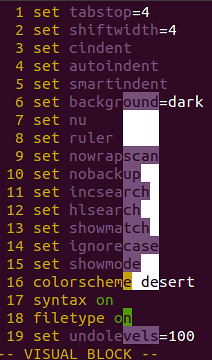 1 set tabstop=4
2 set shiftwidth=4
3 set cindent
4 set autoindent
5 set smartindent
6 set background=dark
7 set nu
8 set ruler
9 set nowrapscan
10 set nobackup
11 set incsearch
12 set hlsearch
13 set showmatch
14 set ignorecase
15 set showmode
16 colorscheme desert
17 syntax on
18 filetype on
19 set undolevels=100
-- VISUAL BLOCK --